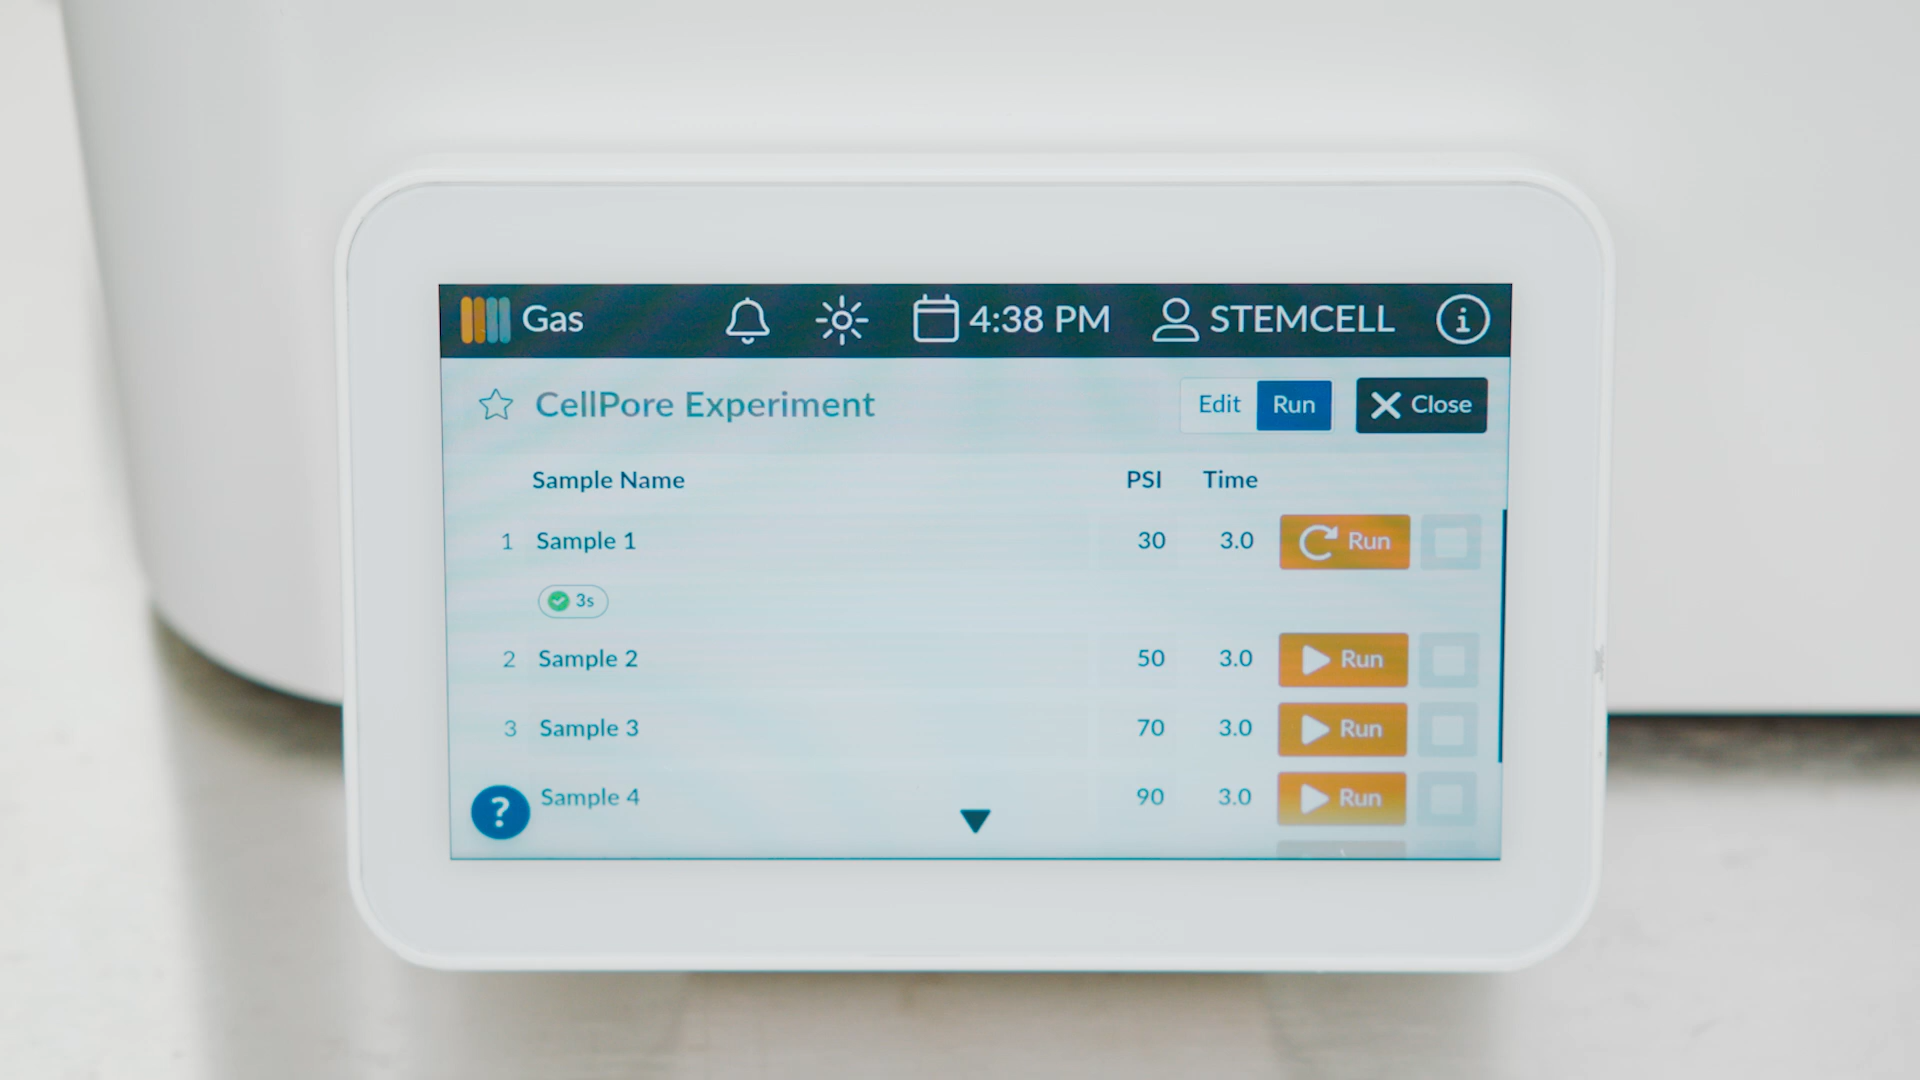 Gas 4:38 PM STEMCELL i
CellPore Experiment Edit Run Close
Sample Name PSI Time
1 Sample 1 30 3.0 Run
3s
2 Sample 2 50 3.0 Run
3 Sample 3 70 3.0 Run
? Sample 4 90 3.0 Run